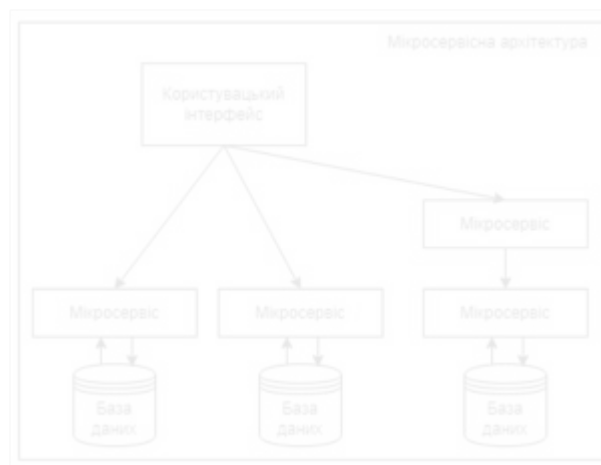 Мікросервісна архітектура
Користувацький
інтерфейс
Мікросервіс
Мікросервіс
Мікросервіс
Мікросервіс
База
даних
База
даних
База
даних